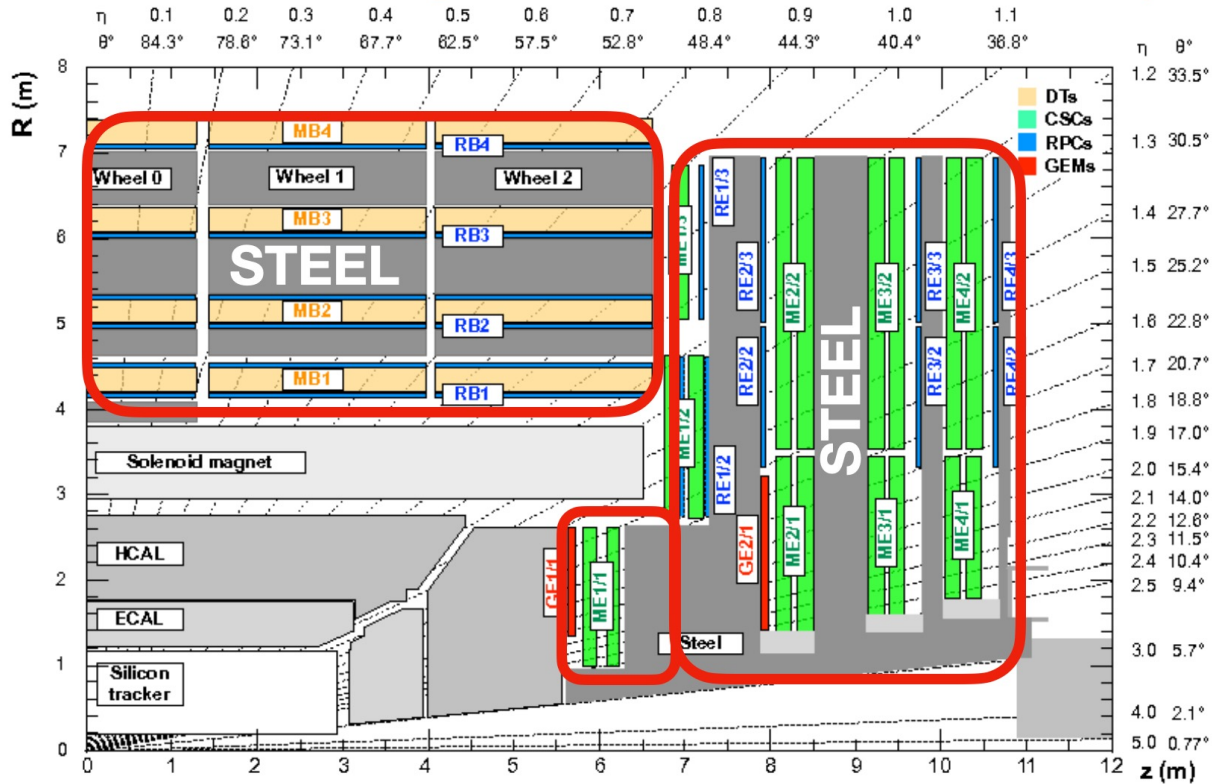 η 0.1 0.2 0.3 0.4 0.5 0.6 0.7 0.8 0.9 1.0 1.1
θ° 84.3° 78.6° 73.1° 67.7° 62.5° 57.5° 52.8° 48.4° 44.3° 40.4° 36.8° η θ°
R (m)
8 1.2 33.5°
DTs
CSCs
RPCs
GEMs
MB4
RB4
7 1.3 30.5°
Wheel 0 Wheel 1 Wheel 2
RE1/3
MB3
ME1/3
1.4 27.7°
6
RB3
STEEL
RE2/3
ME2/2
ME3/2
RE3/3
ME4/2
RE4/3
1.5 25.2°
MB2
5
RB2
1.6 22.8°
STEEL
MB1
RB1
RE2/2
RE3/2
RE4/2
1.7 20.7°
ME1/2
4 1.8 18.8°
1.9 17.0°
Solenoid magnet
RE1/2
2.0 15.4°
3
2.1 14.0°
2.2 12.6°
2.3 11.5°
2.4 10.4°
2.5 9.4°
HCAL
GE1/1
ME1/1
GE2/1
ME2/1
ME3/1
ME4/1
2
ECAL
Steel
3.0 5.7°
1
Silicon
tracker
4.0 2.1°
0 5.0 0.77°
0 1 2 3 4 5 6 7 8 9 10 11 12
z (m)